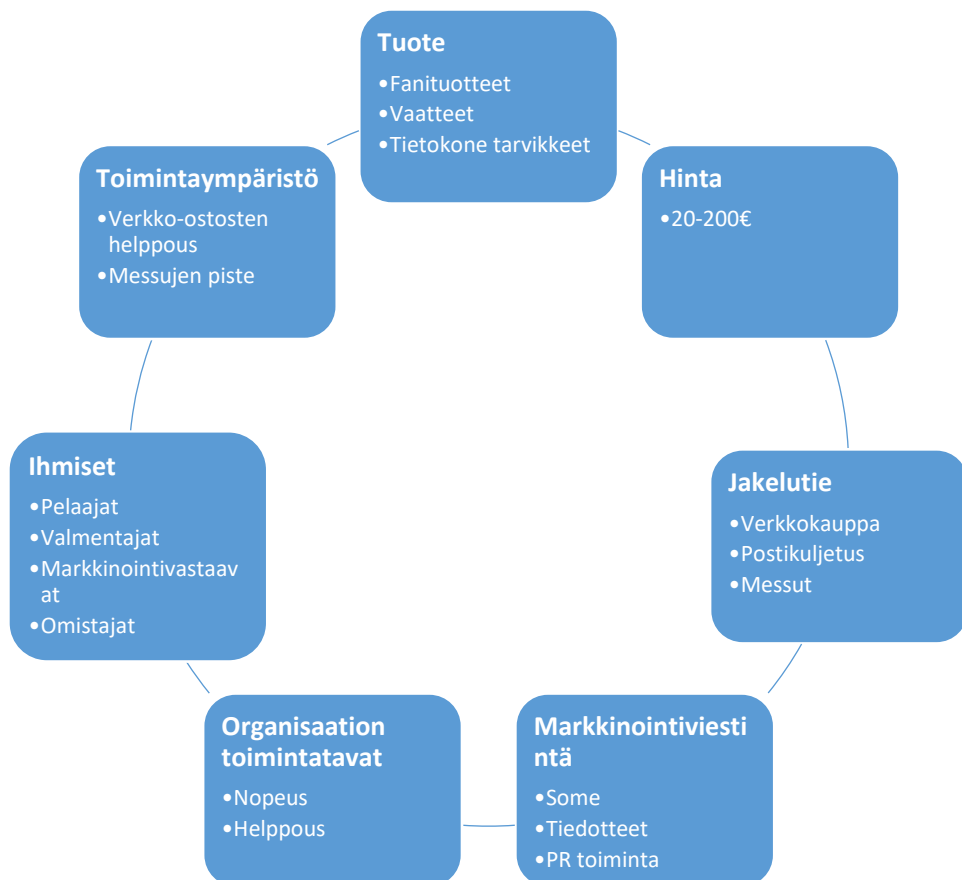 Tuote
•Fanituotteet
•Vaatteet
•Tietokone tarvikkeet
Hinta
•20-200€
Jakelutie
•Verkkokauppa
•Postikuljetus
•Messut
Markkinointiviesti
ntä
•Some
•Tiedotteet
•PR toiminta
Organisaation
toimintatavat
•Nopeus
•Helppous
Ihmiset
•Pelaajat
•Valmentajat
•Markkinointivastaav
at
•Omistajat
Toimintaympäristö
•Verkko-ostosten
helppous
•Messujen piste